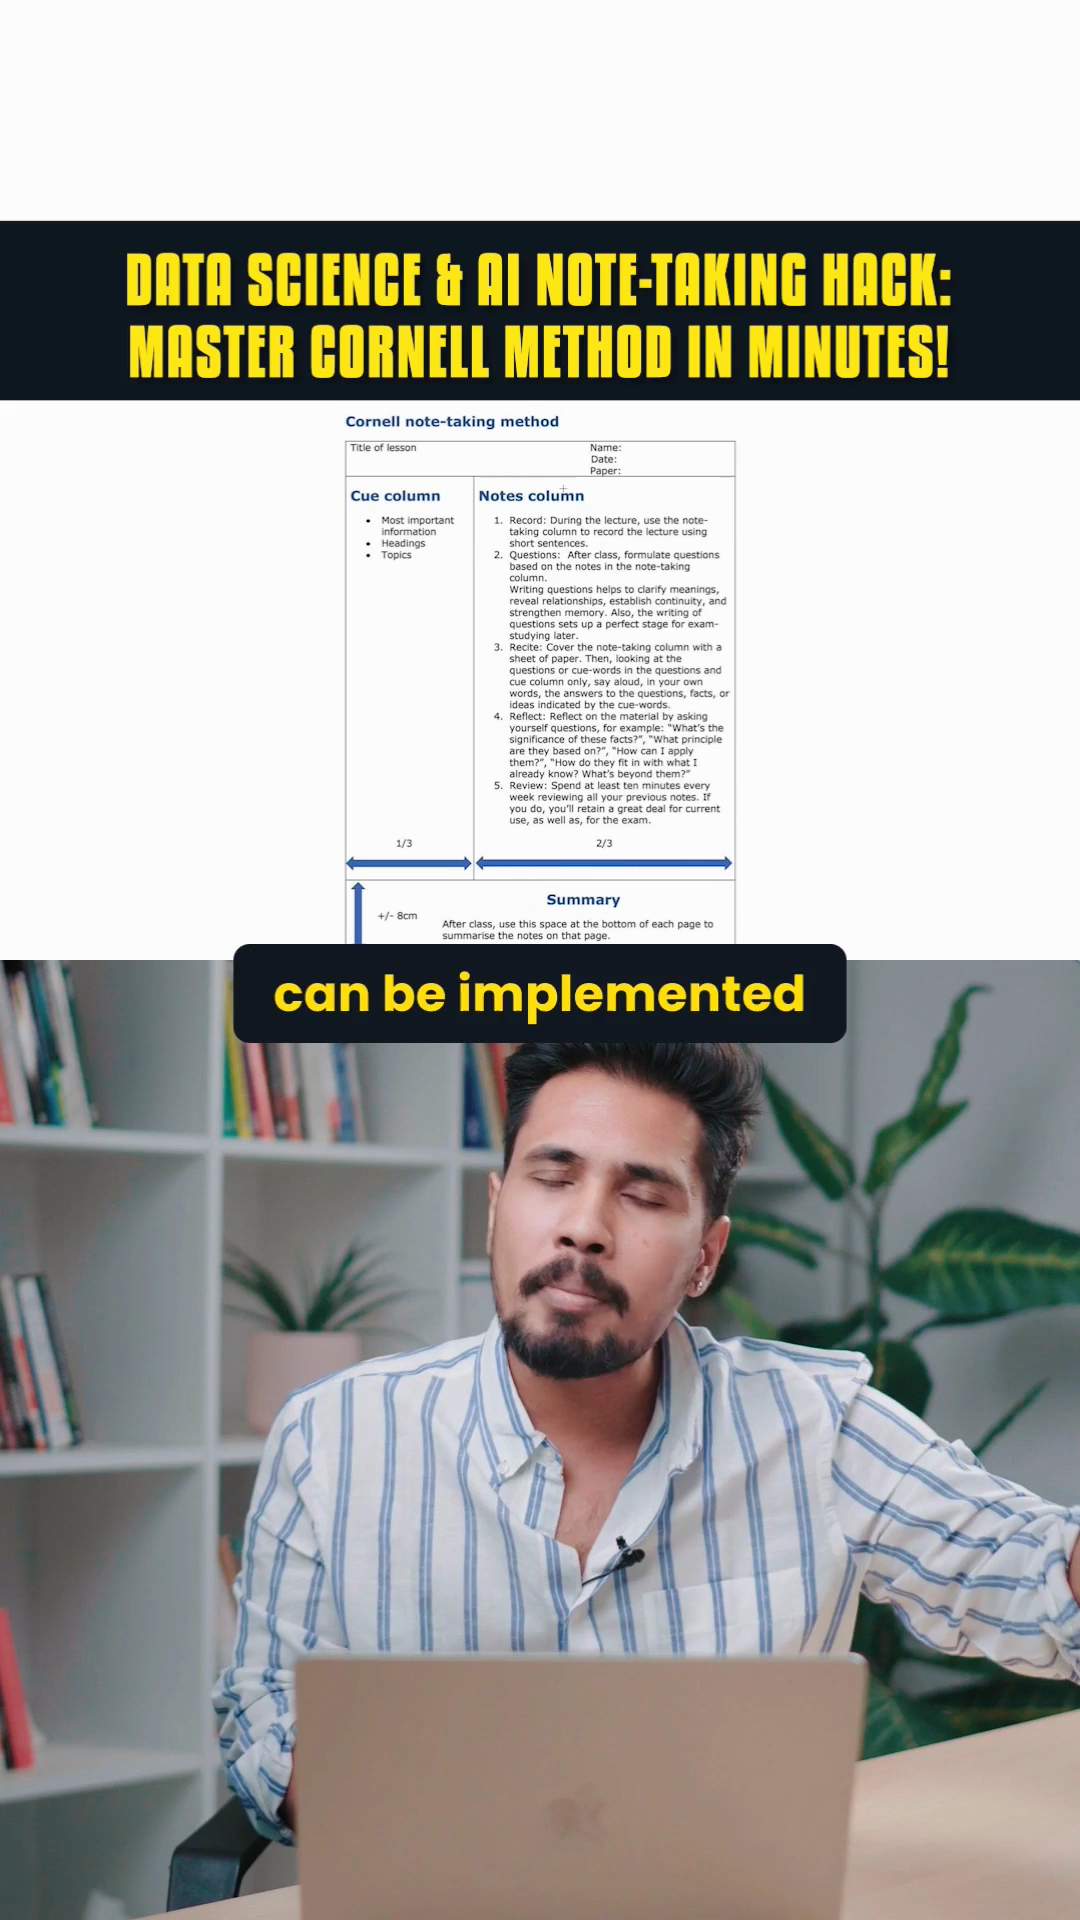 DATA SCIENCE & AI NOTE-TAKING HACK:
MASTER CORNELL METHOD IN MINUTES!
Cornell note-taking method
Title of lesson
Name:
Date:
Paper:
Cue column
• Most important
information
• Headings
• Topics
1/3
Notes column
1. Record: During the lecture, use the note-
taking column to record the lecture using
short sentences.
2. Questions: After class, formulate questions
based on the notes in the note-taking
column.
Writing questions helps to clarify meanings,
reveal relationships, establish continuity, and
strengthen memory. Also, the writing of
questions sets up a perfect stage for exam-
studying later.
3. Recite: Cover the note-taking column with a
sheet of paper. Then, looking at the
questions or cue-words in the questions and
cue column only, say aloud, in your own
words, the answers to the questions, facts, or
ideas indicated by the cue-words.
4. Reflect: Reflect on the material by asking
yourself questions, for example: “What’s the
significance of these facts?”, “What principle
are they based on?”, “How can I apply
them?”, “How do they fit in with what I
already know? What’s beyond them?”
5. Review: Spend at least ten minutes every
week reviewing all your previous notes. If
you do, you’ll retain a great deal for current
use, as well as, for the exam.
2/3
+/- 8cm
Summary
After class, use this space at the bottom of each page to
summarise the notes on that page.
can be implemented